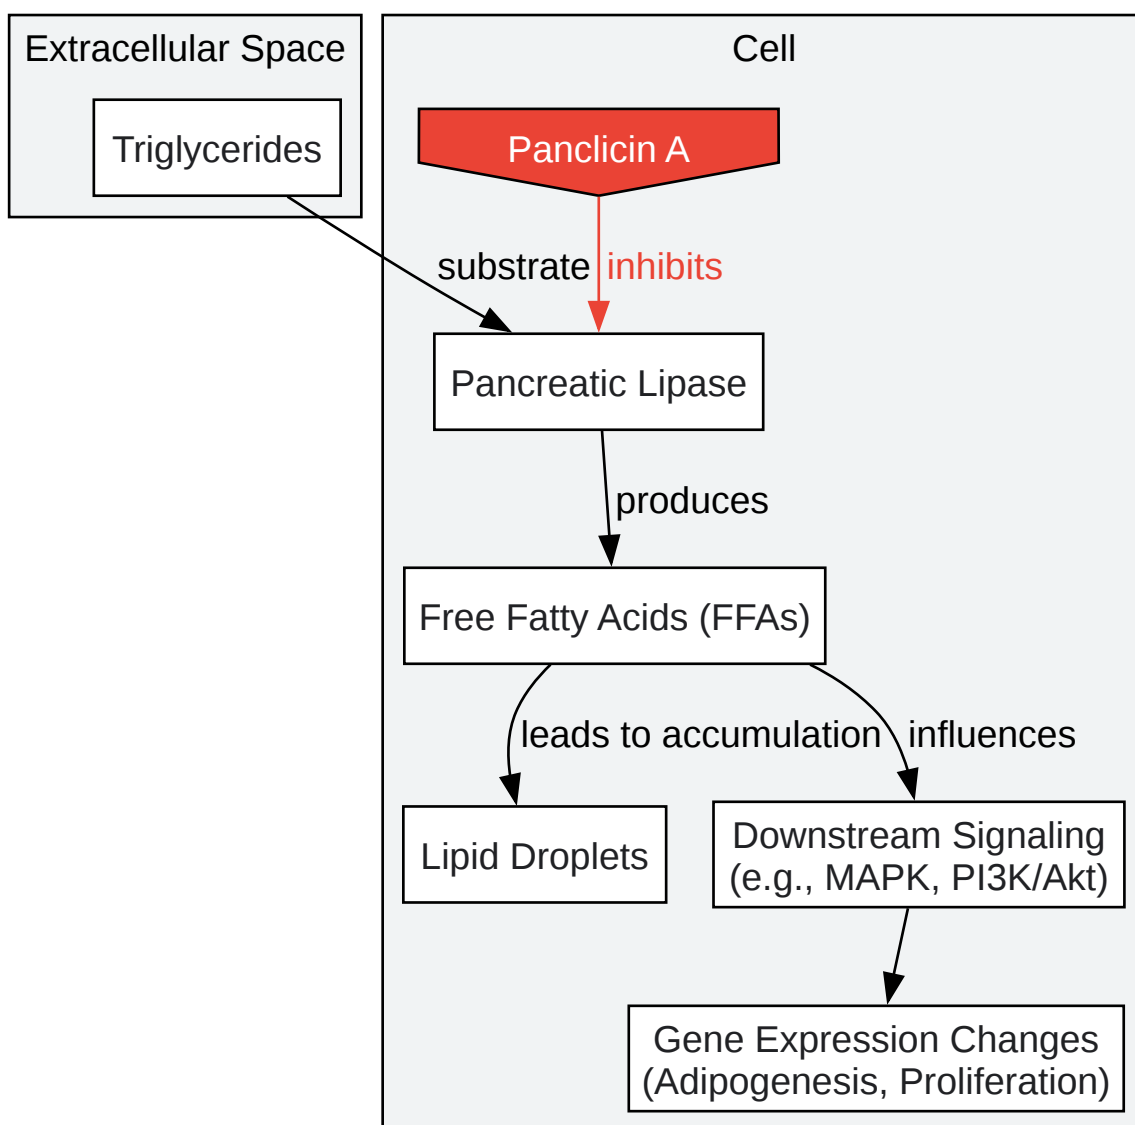 Extracellular Space
Cell
Triglycerides
Panclicin A
substrate
inhibits
Pancreatic Lipase
produces
Free Fatty Acids (FFAs)
leads to accumulation
influences
Lipid Droplets
Downstream Signaling
(e.g., MAPK, PI3K/Akt)
Gene Expression Changes
(Adipogenesis, Proliferation)